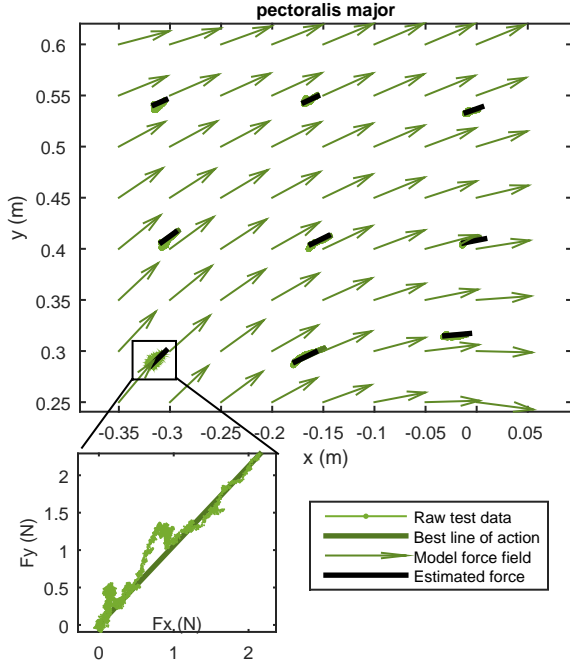 pectoralis major
0.6
0.55
0.5
0.45
0.4
0.35
0.3
0.25
y (m)
-0.35 -0.3 -0.25 -0.2 -0.15 -0.1 -0.05 0 0.05
x (m)
2
1.5
1
0.5
0
Fy (N)
Fx (N)
0 1 2
Raw test data
Best line of action
Model force field
Estimated force